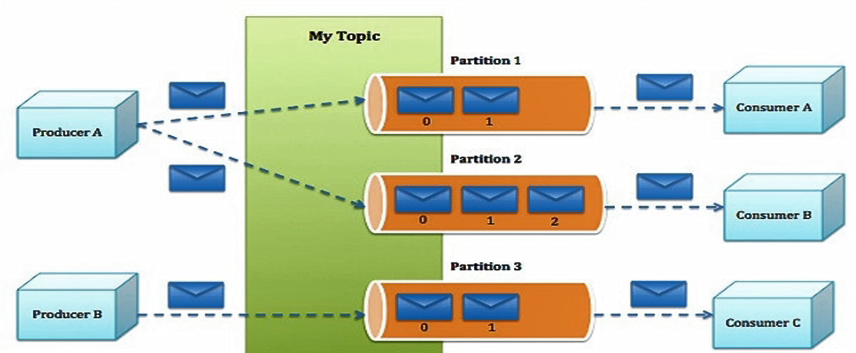 My Topic
Partition 1
Producer A
0 1
Consumer A
Partition 2
0 1 2
Consumer B
Partition 3
Producer B
0 1
Consumer C